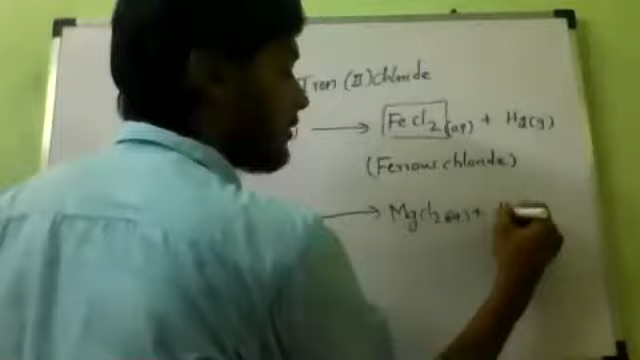 Iron (II) chloride
) → FeCl2 (aq) + H2(g)
(Ferrous chloride)
→ MgCl2 (aq) +